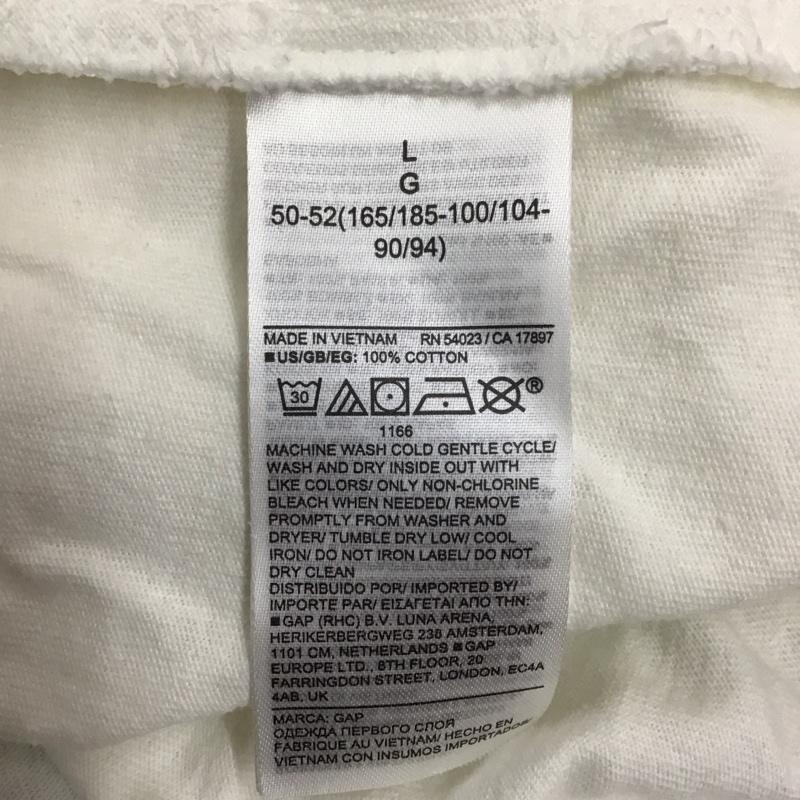 L
G
50-52(165/185-100/104-
90/94)
MADE IN VIETNAM RN 54023 / CA 17897
■US/GB/EG: 100% COTTON
30
®
1166
MACHINE WASH COLD GENTLE CYCLE/
WASH AND DRY INSIDE OUT WITH
LIKE COLORS/ ONLY NON-CHLORINE
BLEACH WHEN NEEDED/ REMOVE
PROMPTLY FROM WASHER AND
DRYER/ TUMBLE DRY LOW/ COOL
IRON/ DO NOT IRON LABEL/ DO NOT
DRY CLEAN
DISTRIBUIDO POR/ IMPORTED BY/
IMPORTE PAR/ ΕΙΣΑΓΕΤΑΙ ΑΠΟ ΤΗΝ:
■GAP (RHC) B.V. LUNA ARENA,
HERIKERBERGWEG 238 AMSTERDAM,
1101 CM, NETHERLANDS ■GAP
EUROPE LTD., 8TH FLOOR, 20
FARRINGDON STREET, LONDON, EC4A
4AB, UK
MARCA: GAP
ОДЕЖДА ПЕРВОГО СЛОЯ
FABRIQUE AU VIETNAM/ HECHO EN
VIETNAM CON INSUMOS IMPORTADOS/